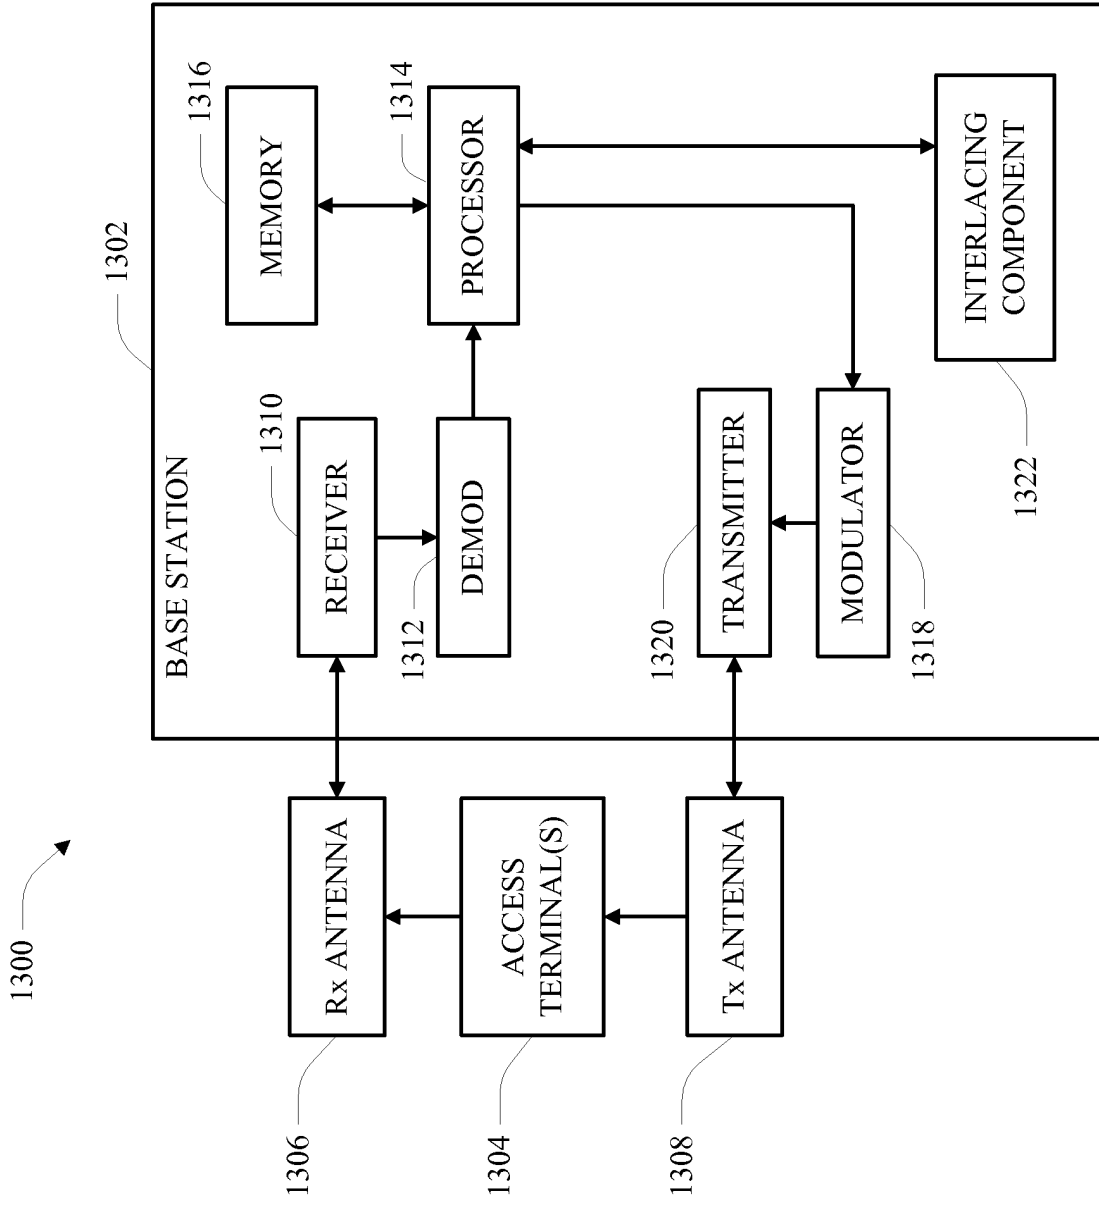 1300
1302
BASE STATION
1316
MEMORY
1314
PROCESSOR
1310
RECEIVER
1312
DEMOD
1320
TRANSMITTER
MODULATOR
1318
INTERLACING
COMPONENT
1322
Rx ANTENNA
1306
ACCESS
TERMINAL(S)
1304
Tx ANTENNA
1308